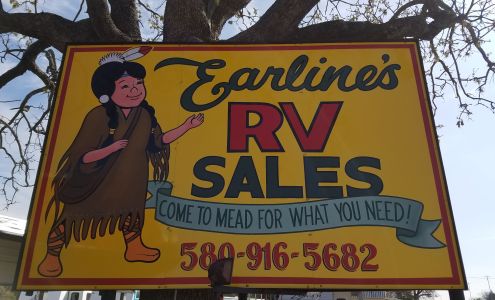 Earline's
RV
SALES
COME TO MEAD FOR WHAT YOU NEED!
580-916-5682